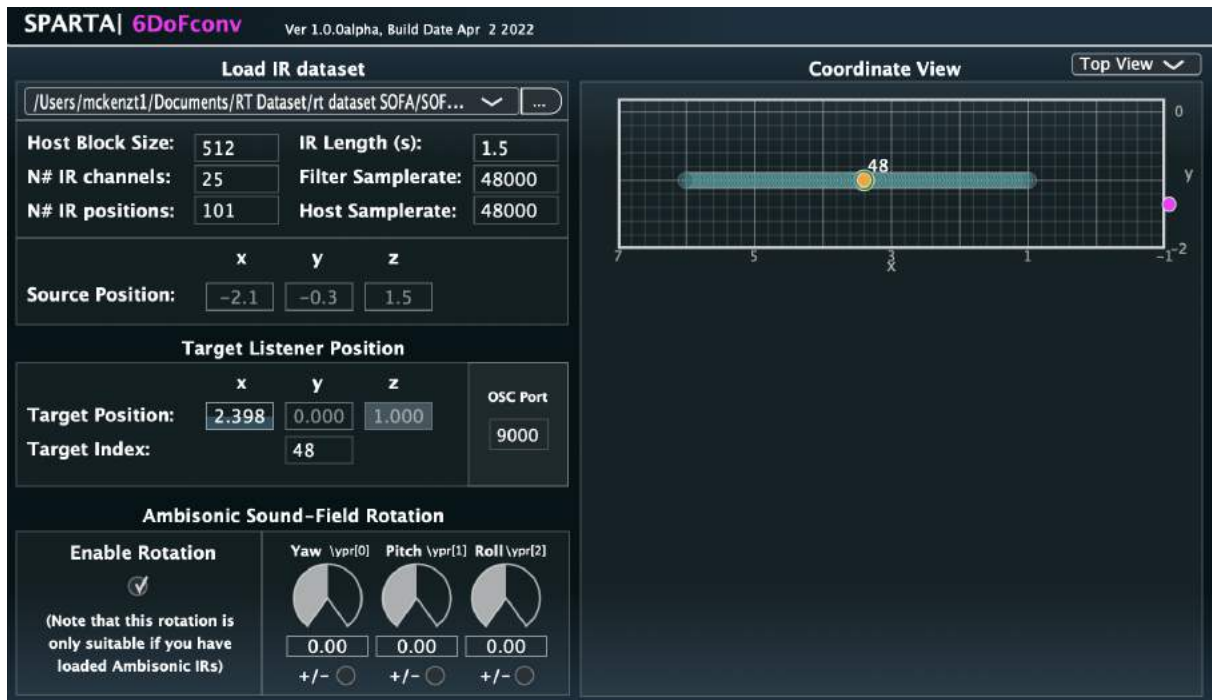 SPARTA| 6DoFconv Ver 1.0.0alpha, Build Date Apr 2 2022
Load IR dataset
/Users/mckenzt1/Documents/RT Dataset/rt dataset SOFA/SOF... ...
Host Block Size: 512 IR Length (s): 1.5
N# IR channels: 25 Filter Samplerate: 48000
N# IR positions: 101 Host Samplerate: 48000
x y z
Source Position: -2.1 -0.3 1.5
Target Listener Position
x y z
OSC Port
Target Position: 2.398 0.000 1.000
9000
Target Index: 48
Ambisonic Sound-Field Rotation
Enable Rotation
(Note that this rotation is
only suitable if you have
loaded Ambisonic IRs)
Yaw \ypr[0] Pitch \ypr[1] Roll \ypr[2]
0.00 0.00 0.00
+/- +/- +/-
Coordinate View Top View
0
48
y
7 5 3 1 -1 -2
x